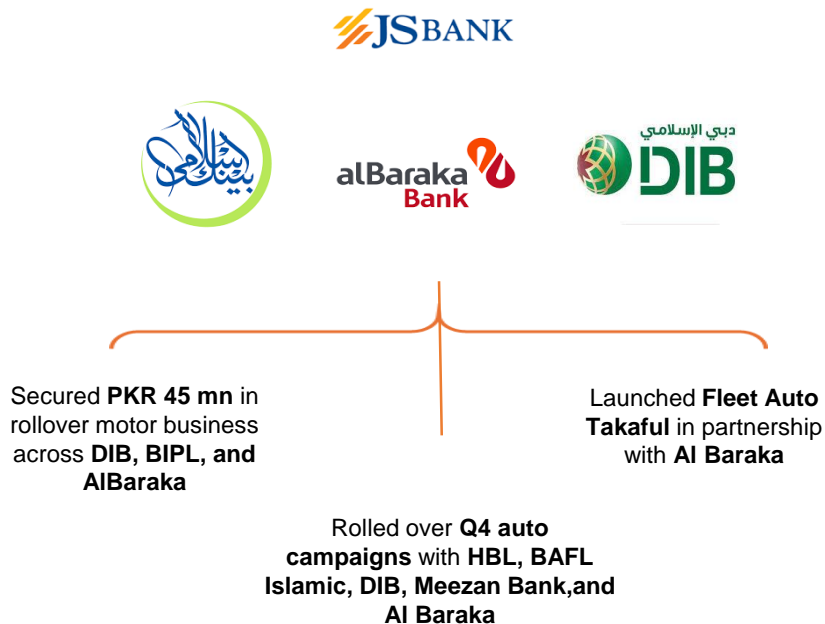 JSBANK
بينك إسلامي
alBaraka
Bank
دبي الإسلامي
DIB
Secured PKR 45 mn in
rollover motor business
across DIB, BIPL, and
AlBaraka
Launched Fleet Auto
Takaful in partnership
with Al Baraka
Rolled over Q4 auto
campaigns with HBL, BAFL
Islamic, DIB, Meezan Bank,and
Al Baraka